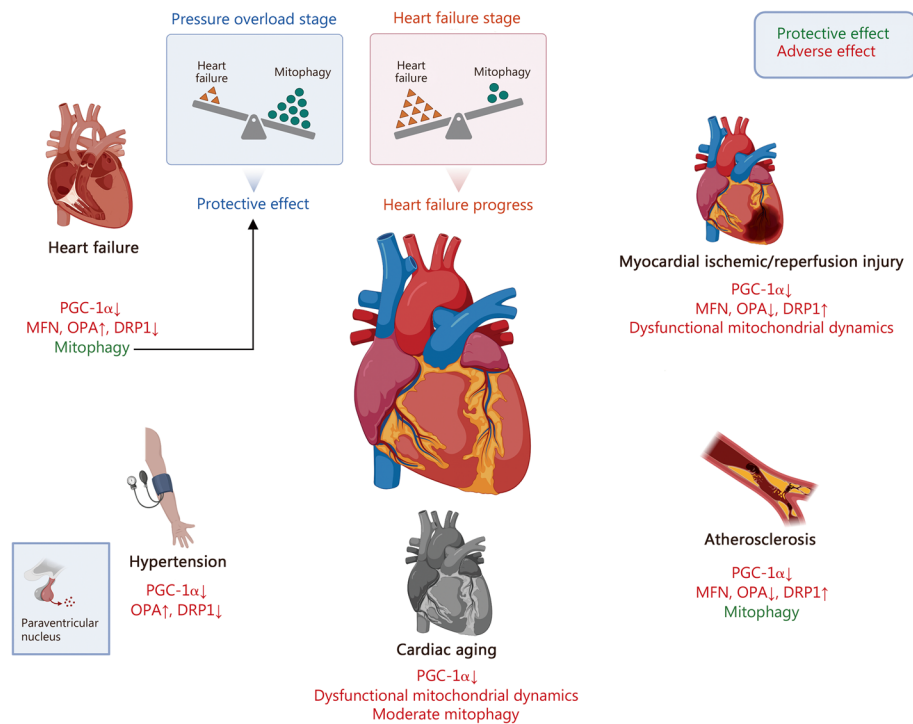 Pressure overload stage
Heart
failure
Mitophagy
Protective effect
Heart failure stage
Heart
failure
Mitophagy
Heart failure progress
Protective effect
Adverse effect
Heart failure
PGC-1α↓
MFN, OPA↑, DRP1↓
Mitophagy
Myocardial ischemic/reperfusion injury
PGC-1α↓
MFN, OPA↓, DRP1↑
Dysfunctional mitochondrial dynamics
Hypertension
PGC-1α↓
OPA↑, DRP1↓
Paraventricular
nucleus
Cardiac aging
PGC-1α↓
Dysfunctional mitochondrial dynamics
Moderate mitophagy
Atherosclerosis
PGC-1α↓
MFN, OPA↓, DRP1↑
Mitophagy